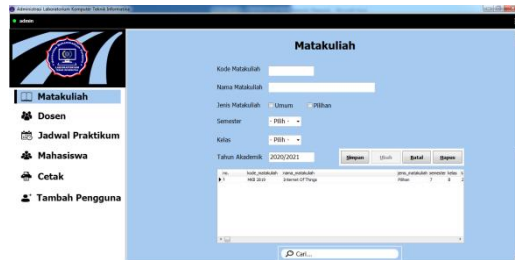 Administrasi Laboratorium Komputer Teknik Informatika
admin
Matakuliah
Dosen
Jadwal Praktikum
Mahasiswa
Cetak
Tambah Pengguna
Matakuliah
Kode Matakuliah
Nama Matakuliah
Jenis Matakuliah Umum Pilihan
Semester - Pilih -
Kelas - Pilih -
Tahun Akademik 2020/2021 Simpan Ubah Batal Hapus
no. kode_matakuliah nama_matakuliah jenis_matakuliah semester kelas
1 Internet Of Things Pilihan 7
Cari...